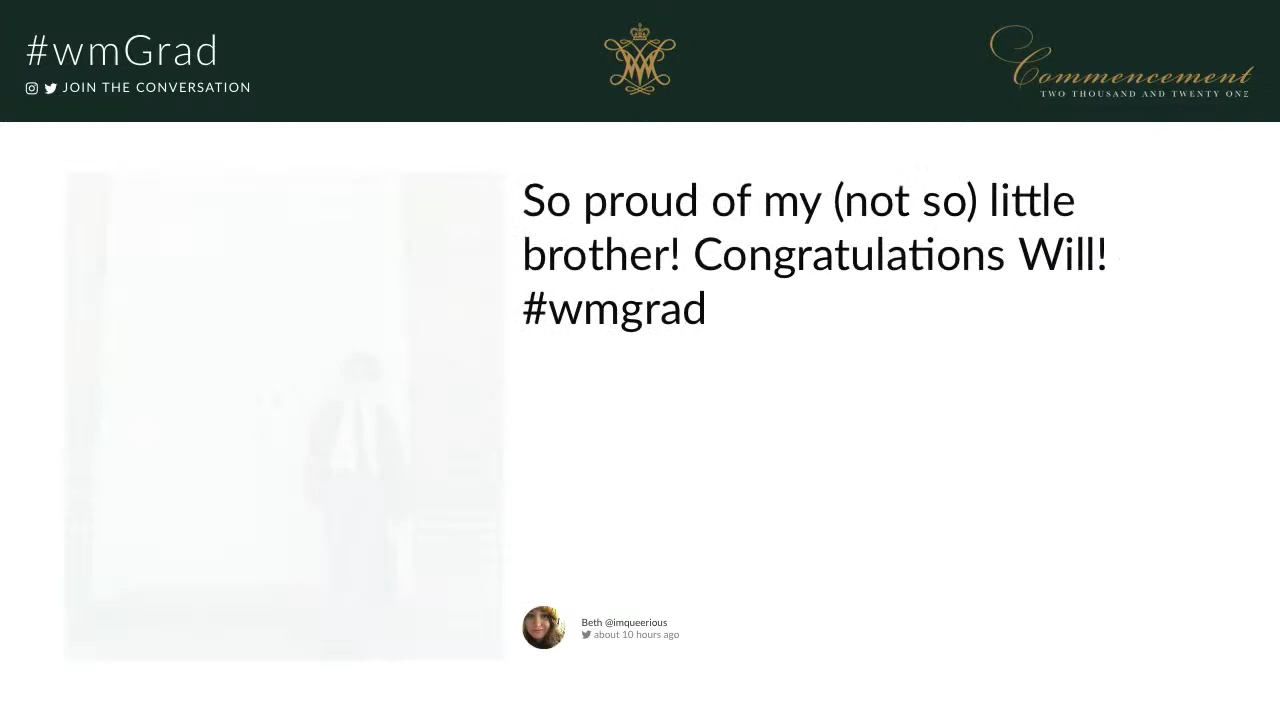 #wmGrad
JOIN THE CONVERSATION
Commencement
TWO THOUSAND AND TWENTY ONE
So proud of my (not so) little
brother! Congratulations Will!
#wmgrad
Beth @imqueerious
about 10 hours ago